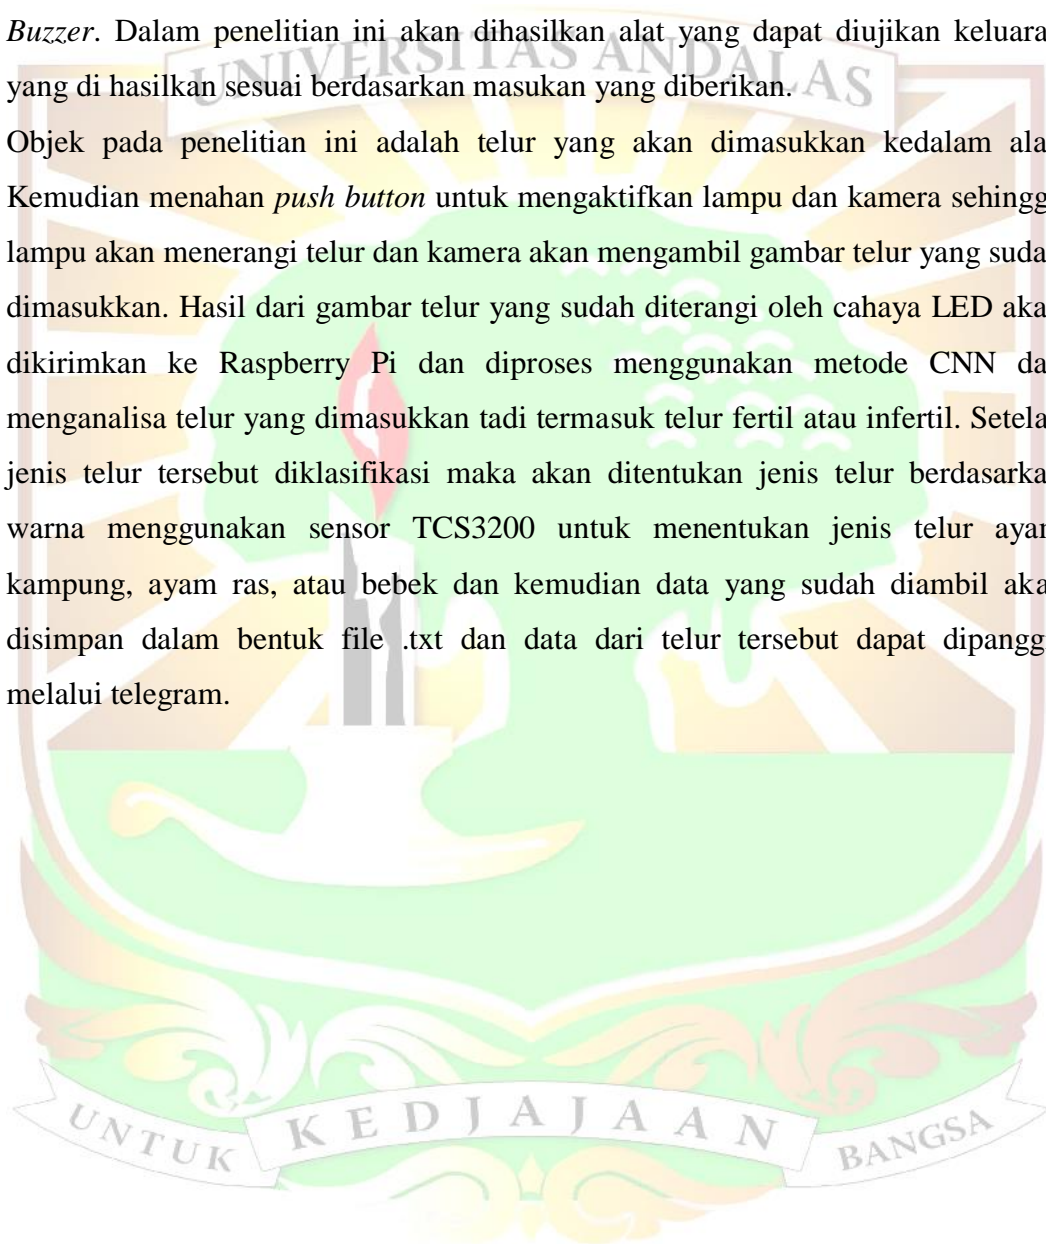 Buzzer. Dalam penelitian ini akan dihasilkan alat yang dapat diujikan keluara
yang di hasilkan sesuai berdasarkan masukan yang diberikan.
Objek pada penelitian ini adalah telur yang akan dimasukkan kedalam ala
Kemudian menahan push button untuk mengaktifkan lampu dan kamera sehingg
lampu akan menerangi telur dan kamera akan mengambil gambar telur yang suda
dimasukkan. Hasil dari gambar telur yang sudah diterangi oleh cahaya LED aka
dikirimkan ke Raspberry Pi dan diproses menggunakan metode CNN da
menganalisa telur yang dimasukkan tadi termasuk telur fertil atau infertil. Setela
jenis telur tersebut diklasifikasi maka akan ditentukan jenis telur berdasarka
warna menggunakan sensor TCS3200 untuk menentukan jenis telur ayam
kampung, ayam ras, atau bebek dan kemudian data yang sudah diambil aka
disimpan dalam bentuk file .txt dan data dari telur tersebut dapat dipangg
melalui telegram.
UNIVERSITAS ANDALAS
UNTUK KEDJAJAAN BANGSA